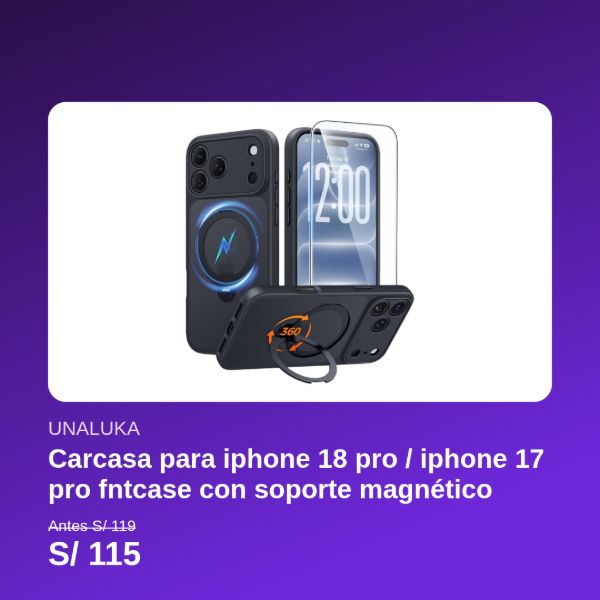 12:00
360
UNALUKA
Carcasa para iphone 18 pro / iphone 17
pro fntcase con soporte magnético
Antes S/ 119
S/ 115